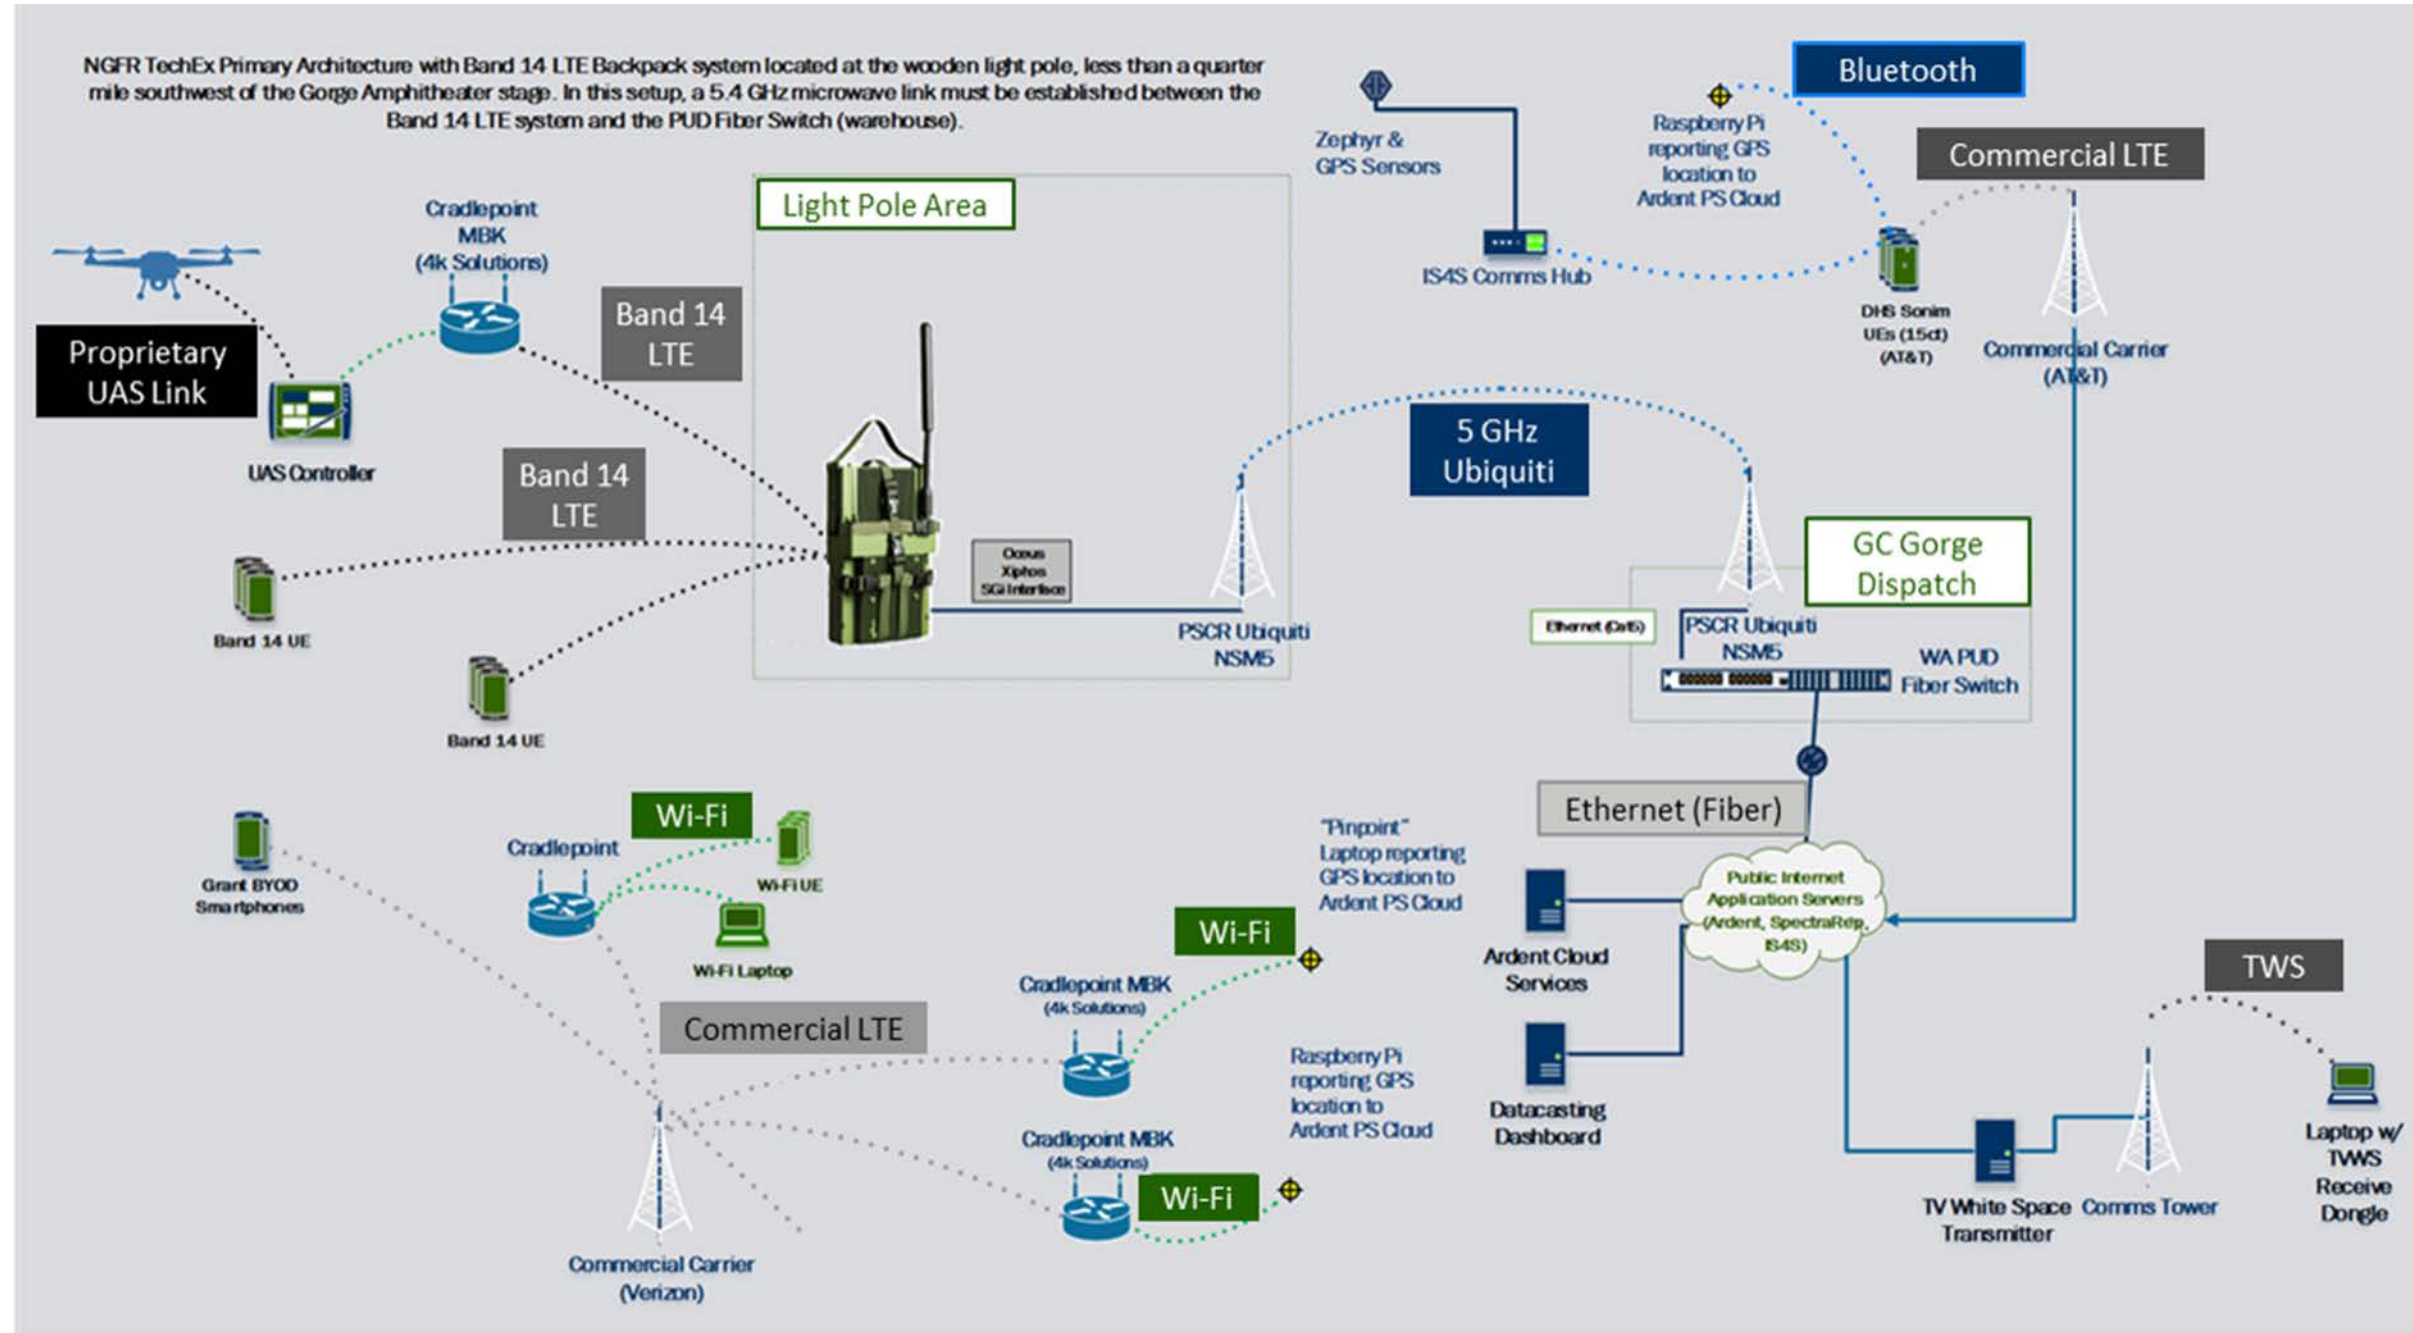 NGFR TechEx Primary Architecture with Band 14 LTE Backpack system located at the wooden light pole, less than a quarter
mile southwest of the Gorge Amphitheater stage. In this setup, a 5.4 GHz microwave link must be established between the
Band 14 LTE system and the PUD Fiber Switch (warehouse).
Bluetooth
Commercial LTE
Zephyr &
GPS Sensors
Raspberry Pi
reporting GPS
location to
Ardent PS Cloud
IS4S Comms Hub
DHS Sonim
UEs (15ct)
(AT&T)
Commercial Carrier
(AT&T)
Light Pole Area
Cradlepoint
MBK
(4k Solutions)
Proprietary
UAS Link
Band 14
LTE
UAS Controller
Band 14
LTE
Band 14 UE
Band 14 UE
Oceus
Xiphos
SGi Interface
PSCR Ubiquiti
NSM5
5 GHz
Ubiquiti
GC Gorge
Dispatch
Ethernet (Cat5)
PSCR Ubiquiti
NSM5
WA PUD
Fiber Switch
Ethernet (Fiber)
Public Internet
Application Servers
(Ardent, SpectraRep,
IS4S)
Ardent Cloud
Services
Datacasting
Dashboard
TWS
TV White Space
Transmitter
Comms Tower
Laptop w/
TVWS
Receive
Dongle
Grant BYOD
Smartphones
Cradlepoint
Wi-Fi
Wi-Fi UE
Wi-Fi Laptop
Commercial LTE
Commercial Carrier
(Verizon)
Cradlepoint MBK
(4k Solutions)
Wi-Fi
"Pinpoint"
Laptop reporting
GPS location to
Ardent PS Cloud
Cradlepoint MBK
(4k Solutions)
Wi-Fi
Raspberry Pi
reporting GPS
location to
Ardent PS Cloud